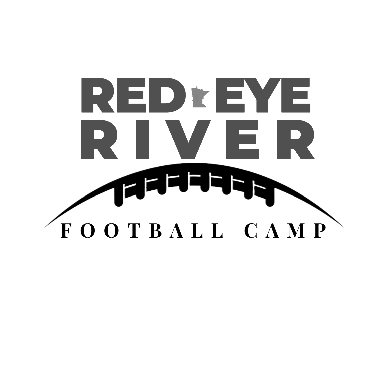 RED EYE
RIVER
FOOTBALL CAMP